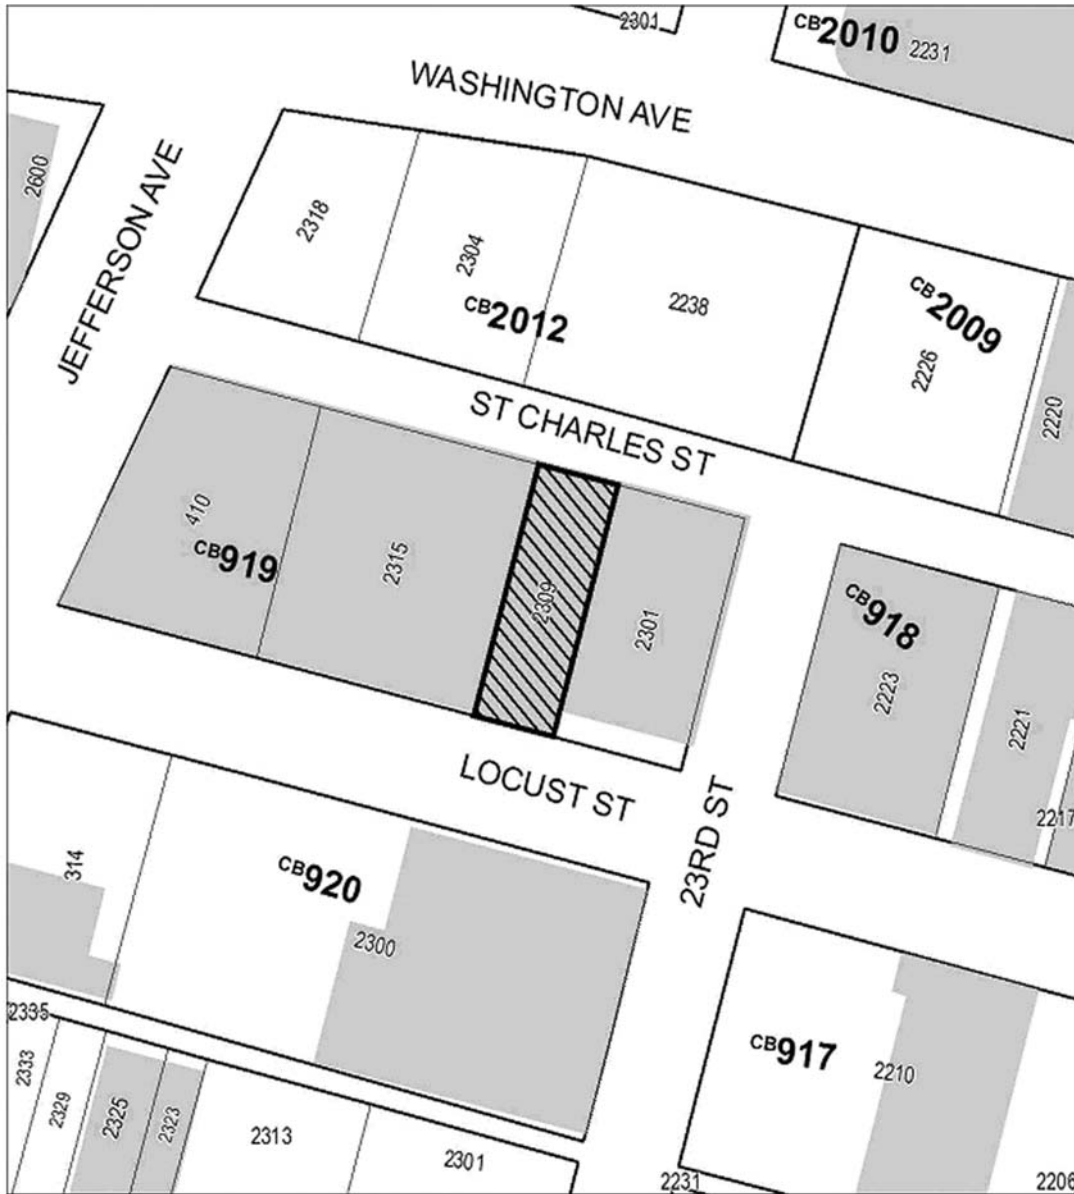 2301
CB2010
2231
WASHINGTON AVE
2600
JEFFERSON AVE
2318
2304
CB2012
2238
CB2009
2226
2220
ST CHARLES ST
410
CB919
2315
2309
2301
CB918
2223
2221
2217
LOCUST ST
23RD ST
314
CB920
2300
CB917
2210
2335
2333
2329
2325
2323
2313
2301
2231
2206